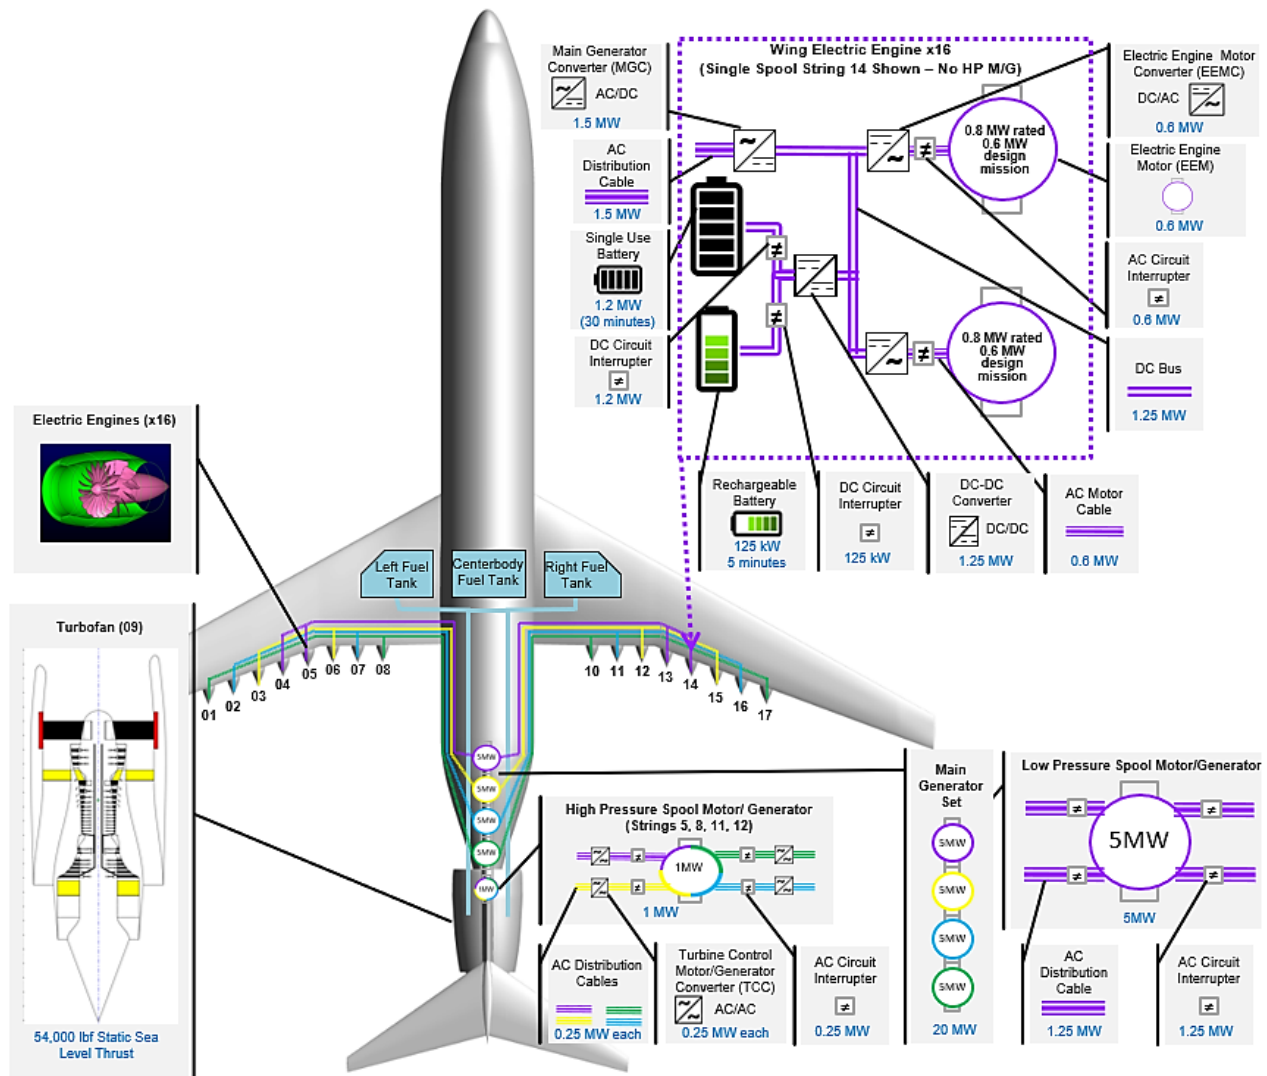 Wing Electric Engine x16
(Single Spool String 14 Shown – No HP M/G)
Main Generator
Converter (MGC)
AC/DC
1.5 MW
AC
Distribution
Cable
1.5 MW
Single Use
Battery
1.2 MW
(30 minutes)
DC Circuit
Interrupter
≠
1.2 MW
≠
≠
≠
≠
0.8 MW rated
0.6 MW
design
mission
0.8 MW rated
0.6 MW
design
mission
Electric Engine Motor
Converter (EEMC)
DC/AC
0.6 MW
Electric Engine
Motor (EEM)
0.6 MW
AC Circuit
Interrupter
≠
0.6 MW
DC Bus
1.25 MW
Rechargeable
Battery
125 kW
5 minutes
DC Circuit
Interrupter
≠
125 kW
DC-DC
Converter
DC/DC
1.25 MW
AC Motor
Cable
0.6 MW
Electric Engines (x16)
Left Fuel
Tank
Centerbody
Fuel Tank
Right Fuel
Tank
01
02
03
04
05
06
07
08
10
11
12
13
14
15
16
17
Turbofan (09)
54,000 lbf Static Sea
Level Thrust
5MW
5MW
5MW
5MW
1MW
High Pressure Spool Motor/ Generator
(Strings 5, 8, 11, 12)
≠
≠
1MW
≠
≠
1 MW
AC Distribution
Cables
0.25 MW each
Turbine Control
Motor/Generator
Converter (TCC)
AC/AC
0.25 MW each
AC Circuit
Interrupter
≠
0.25 MW
Main
Generator
Set
5MW
5MW
5MW
5MW
20 MW
Low Pressure Spool Motor/Generator
≠
≠
5MW
≠
≠
5MW
AC
Distribution
Cable
1.25 MW
AC Circuit
Interrupter
≠
1.25 MW